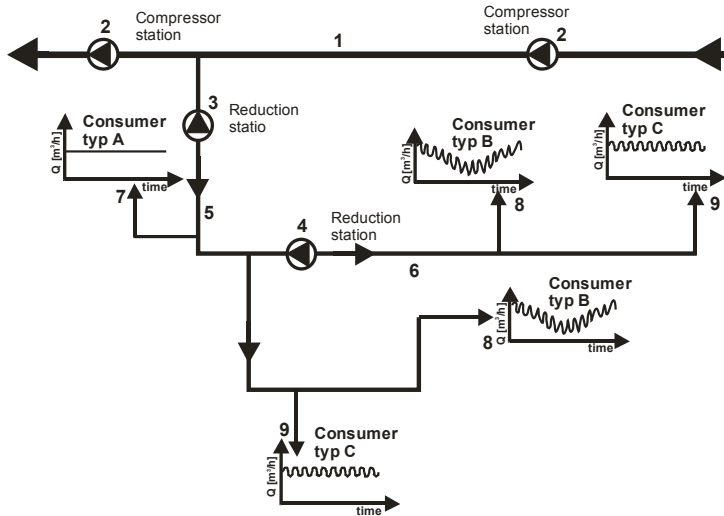 2
Compressor
station
1
Compressor
station
2
3
Reduction
statio
Consumer
typ A
Q [m³/h]
time
7
5
Consumer
typ B
Q [m³/h]
time
8
Consumer
typ C
Q [m³/h]
time
9
4
Reduction
station
6
Consumer
typ B
Q [m³/h]
time
8
9
Consumer
typ C
Q [m³/h]
time